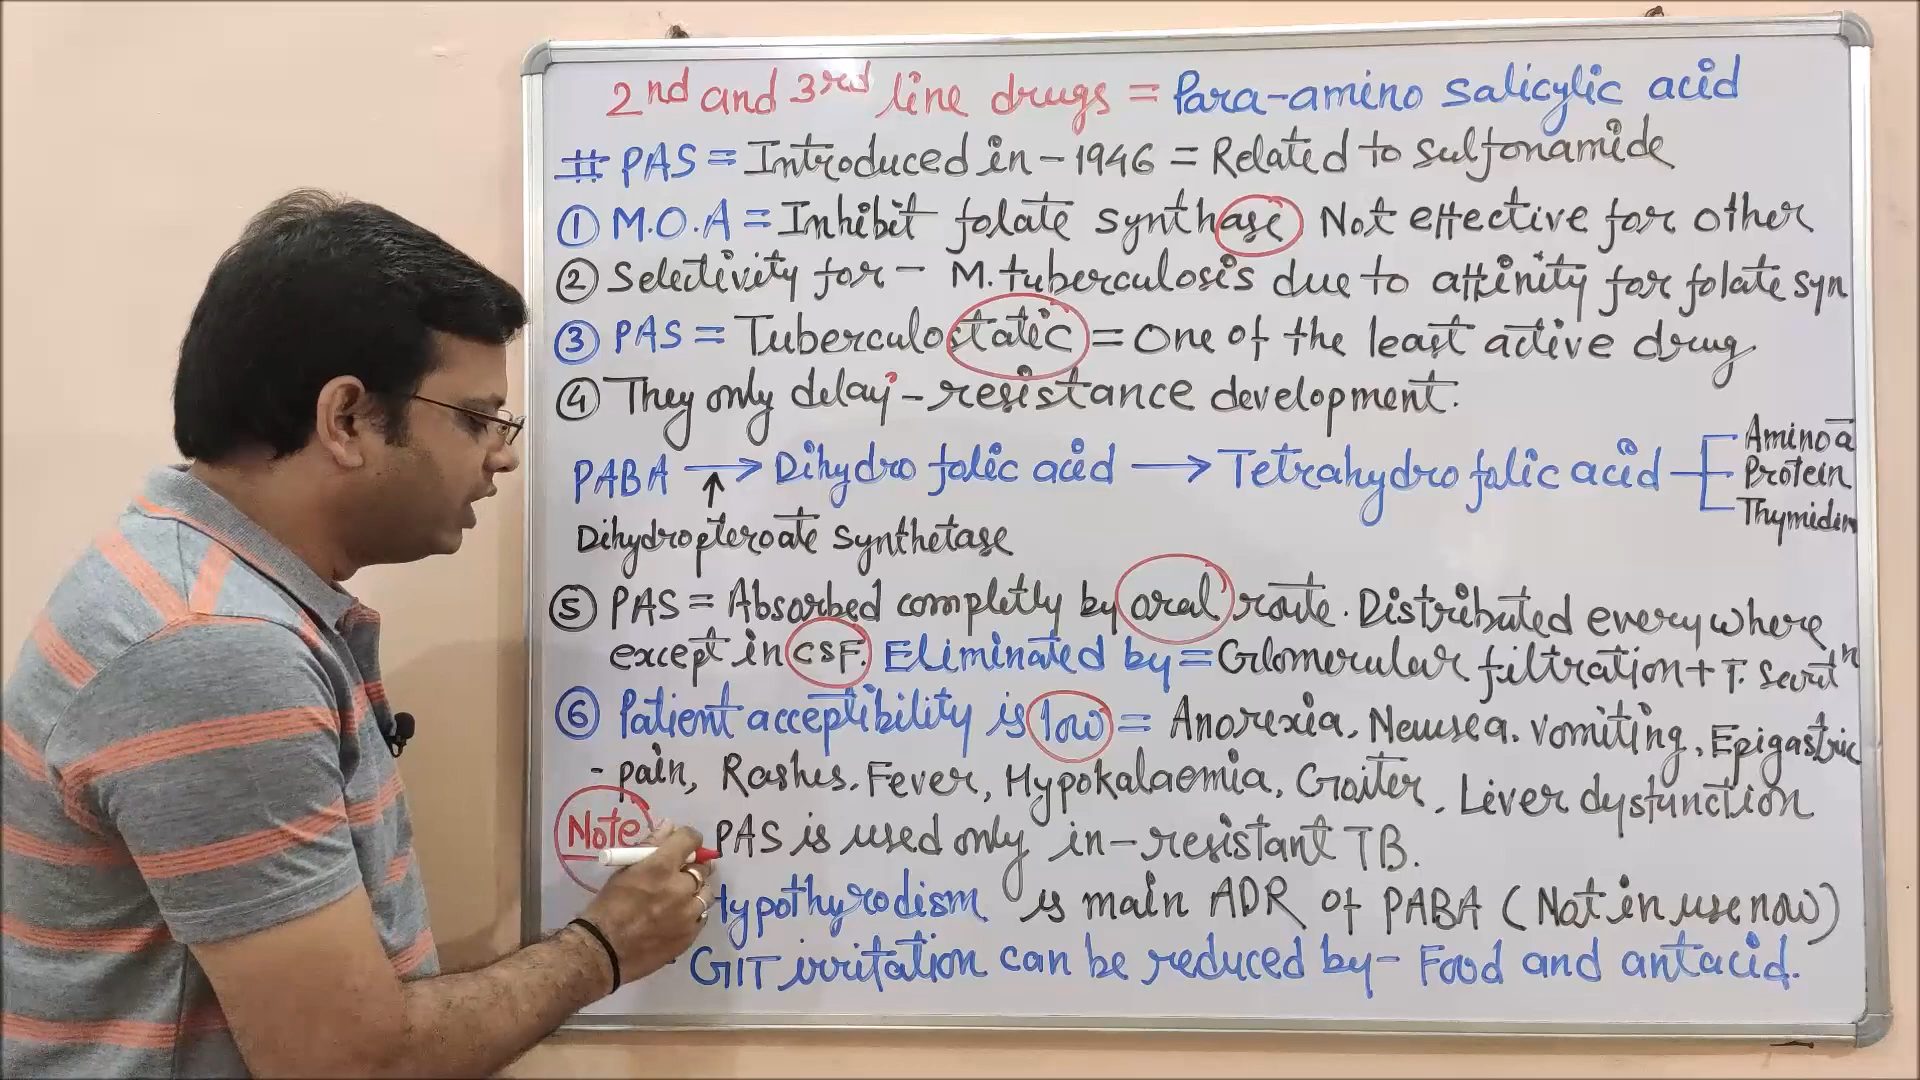 2nd and 3rd line drugs = Para-amino salicylic acid
# PAS = Introduced in - 1946 = Related to sulfonamide
① M.O.A = Inhibit folate synthase Not effective for other
② Selectivity for - M. tuberculosis due to affinity for folate syn
③ PAS = Tuberculostatic = One of the least active drug
④ They only delay - resistance development.
PABA → Dihydro folic acid → Tetrahydro folic acid
Amino a
Protein
Thymidin
Dihydropteroate synthetase
⑤ PAS = Absorbed completly by oral route. Distributed everywhere
except in CSF. Eliminated by = Glomerular filtration + T. Secretⁿ
⑥ Patient acceptibility is low = Anorexia, Neusea. vomiting, Epigastric
- pain, Rashes. Fever, Hypokalaemia, Goiter, Liver dysfunction
Note PAS is used only in - resistant TB.
Hypothyrodism is main ADR of PABA (Not in use now)
GIT irritation can be reduced by - Food and antacid.